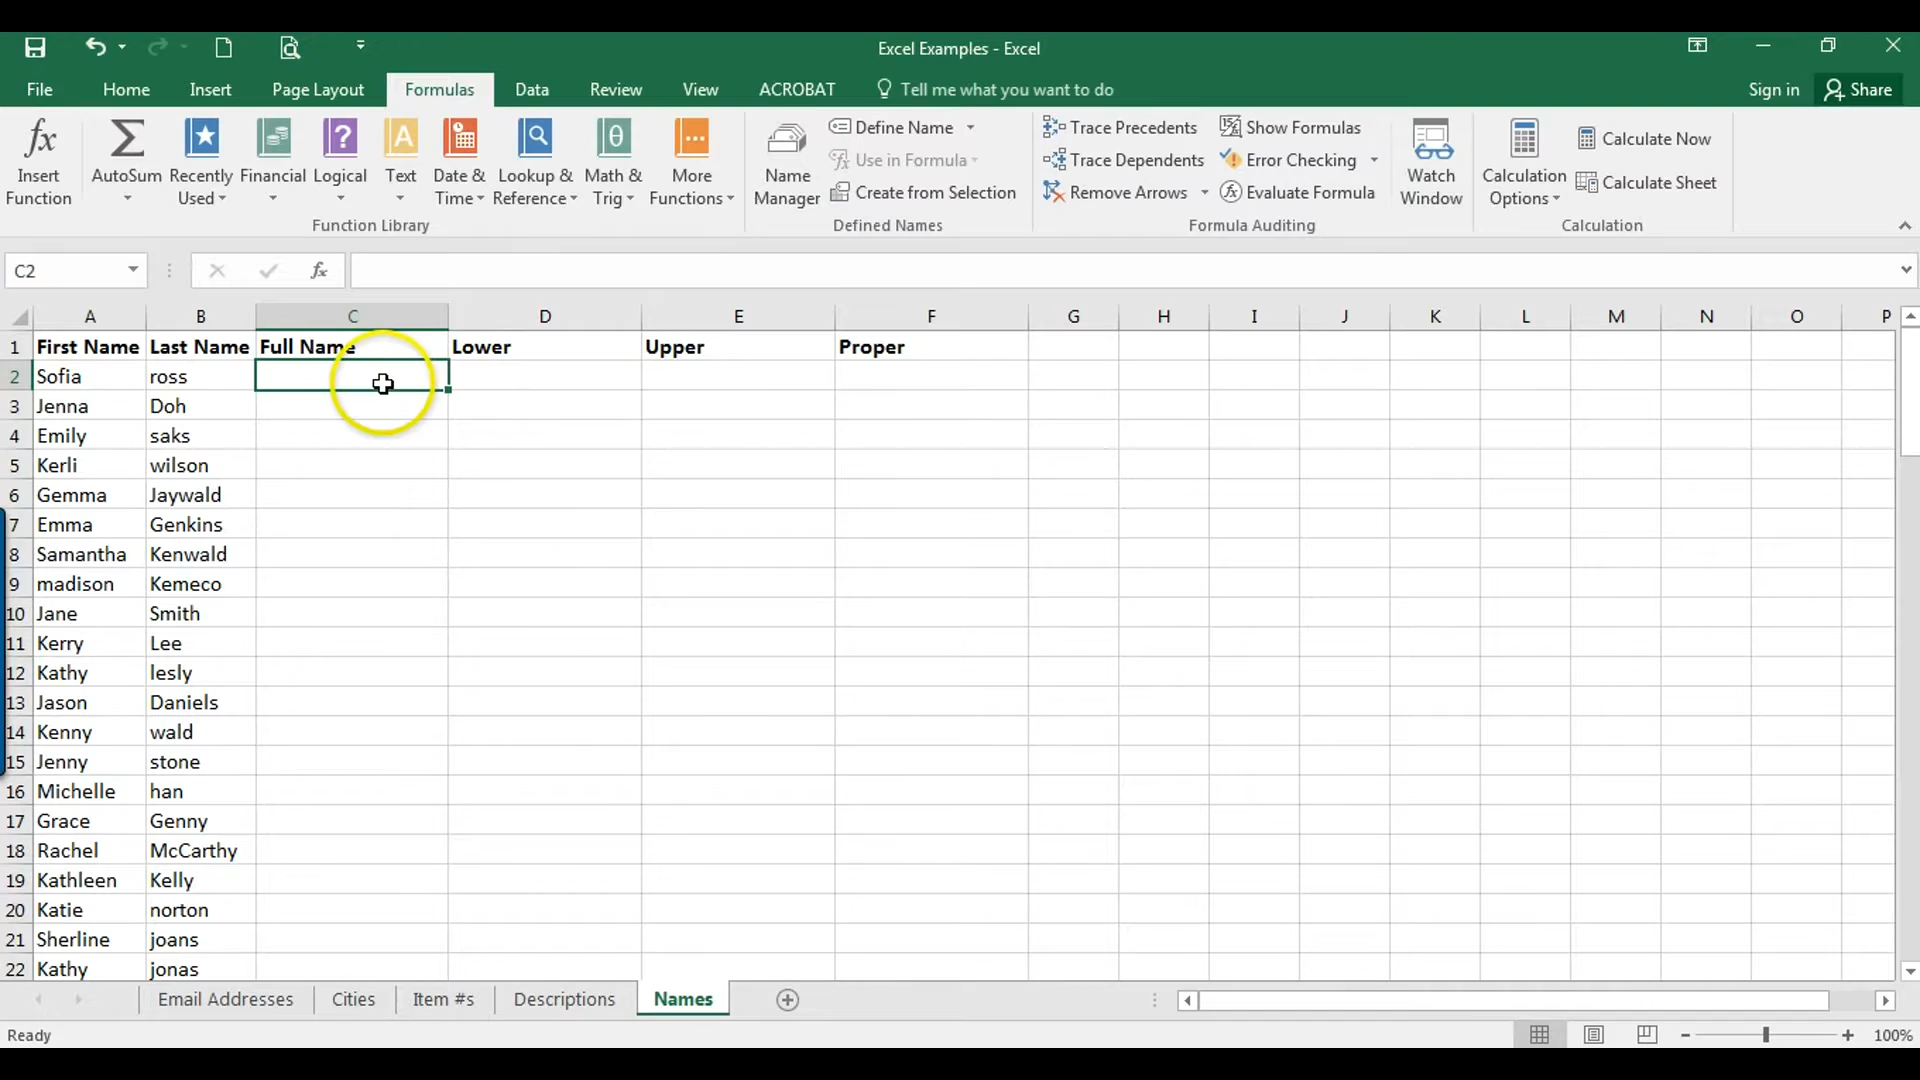 Excel Examples - Excel
File Home Insert Page Layout Formulas Data Review View ACROBAT Tell me what you want to do Sign in Share
fx Insert Function
AutoSum
Recently Used
Financial
Logical
Text
Date & Time
Lookup & Reference
Math & Trig
More Functions
Function Library
Name Manager
Define Name
Use in Formula
Create from Selection
Defined Names
Trace Precedents
Trace Dependents
Remove Arrows
Show Formulas
Error Checking
Evaluate Formula
Formula Auditing
Watch Window
Calculation Options
Calculate Now
Calculate Sheet
Calculation
C2 fx
A B C D E F G H I J K L M N O P
1 First Name Last Name Full Name Lower Upper Proper
2 Sofia ross
3 Jenna Doh
4 Emily saks
5 Kerli wilson
6 Gemma Jaywald
7 Emma Genkins
8 Samantha Kenwald
9 madison Kemeco
10 Jane Smith
11 Kerry Lee
12 Kathy lesly
13 Jason Daniels
14 Kenny wald
15 Jenny stone
16 Michelle han
17 Grace Genny
18 Rachel McCarthy
19 Kathleen Kelly
20 Katie norton
21 Sherline joans
22 Kathy jonas
Email Addresses Cities Item #s Descriptions Names
Ready 100%